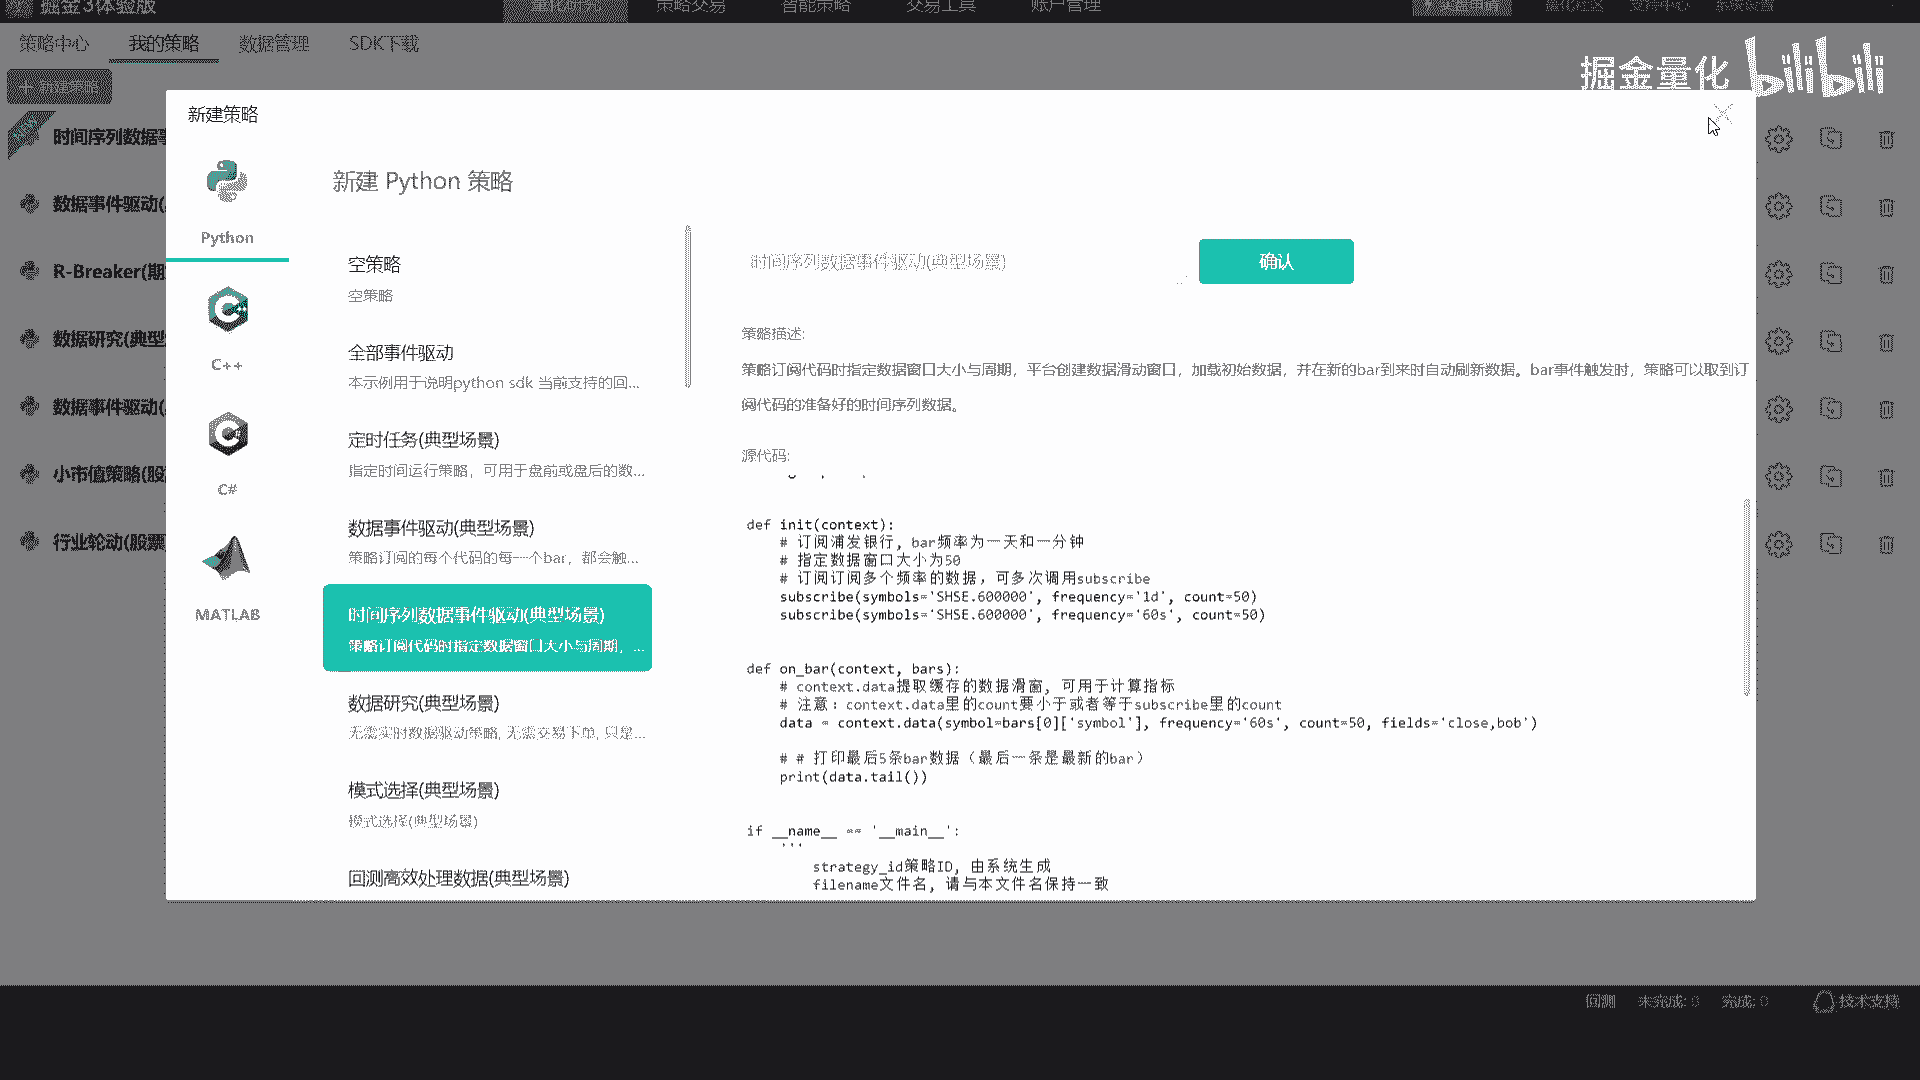 掘金3体验版
量化研究
策略交易
智能策略
交易工具
账户管理
实盘申请
量化社区
支持中心
系统设置
策略中心
我的策略
数据管理
SDK下载
掘金量化 bilibili
+ 新建策略
时间序列数据事
数据事件驱动(
R-Breaker(期
数据研究(典型
数据事件驱动(
小市值策略(股
行业轮动(股票
新建策略
Python
C++
C#
MATLAB
新建 Python 策略
空策略
空策略
全部事件驱动
本示例用于说明python sdk 当前支持的回...
定时任务(典型场景)
指定时间运行策略，可用于盘前或盘后的数...
数据事件驱动(典型场景)
策略订阅的每个代码的每一个bar，都会触...
时间序列数据事件驱动(典型场景)
策略订阅代码时指定数据窗口大小与周期，...
数据研究(典型场景)
无需实时数据驱动策略, 无需交易下单, 只是...
模式选择(典型场景)
模式选择(典型场景)
回测高效处理数据(典型场景)
时间序列数据事件驱动(典型场景)
确认
策略描述:
策略订阅代码时指定数据窗口大小与周期，平台创建数据滑动窗口，加载初始数据，并在新的bar到来时自动刷新数据。bar事件触发时，策略可以取到订
阅代码的准备好的时间序列数据。
源代码:
def init(context):
# 订阅浦发银行, bar频率为一天和一分钟
# 指定数据窗口大小为50
# 订阅订阅多个频率的数据，可多次调用subscribe
subscribe(symbols='SHSE.600000', frequency='1d', count=50)
subscribe(symbols='SHSE.600000', frequency='60s', count=50)
def on_bar(context, bars):
# context.data提取缓存的数据滑窗, 可用于计算指标
# 注意：context.data里的count要小于或者等于subscribe里的count
data = context.data(symbol=bars[0]['symbol'], frequency='60s', count=50, fields='close,bob')
# # 打印最后5条bar数据（最后一条是最新的bar）
print(data.tail())
if __name__ == '__main__':
'''
strategy_id策略ID, 由系统生成
filename文件名, 请与本文件名保持一致
回测
未完成: 0
完成: 0
技术支持